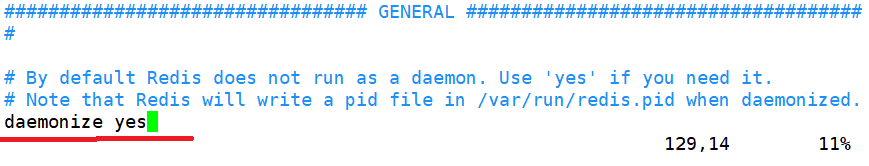 ################################# GENERAL ####################################
#
# By default Redis does not run as a daemon. Use 'yes' if you need it.
# Note that Redis will write a pid file in /var/run/redis.pid when daemonized.
daemonize yes
129,14 11%